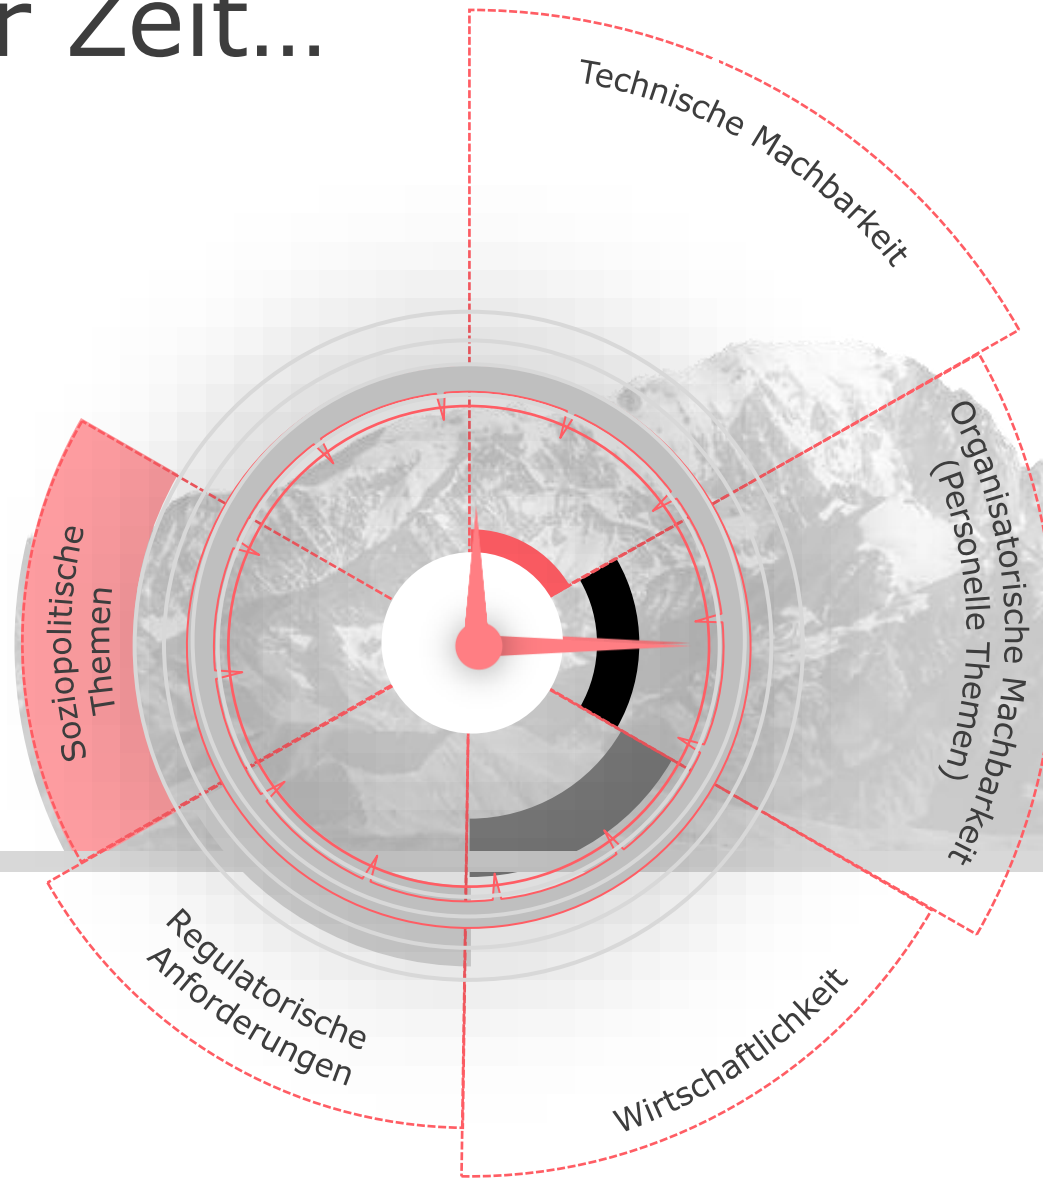 r Zeit...
Technische Machbarkeit
Organisatorische Machbarkeit
(Personelle Themen)
Wirtschaftlichkeit
Regulatorische
Anforderungen
Soziopolitische
Themen